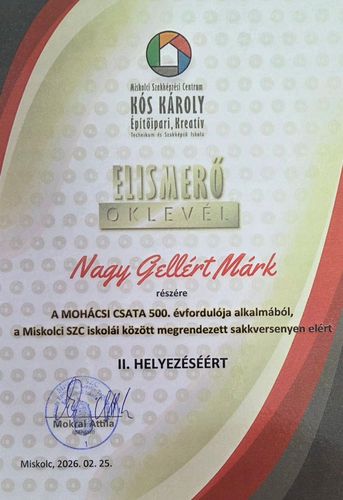 Miskolci Szakképzési Centrum
KÓS KÁROLY
Építőipari, Kreatív
Technikum és Szakképző Iskola
ELISMERŐ
OKLEVÉL
Nagy Gellért Márk
részére
A MOHÁCSI CSATA 500. évfordulója alkalmából,
a Miskolci SZC iskolái között megrendezett sakkversenyen elért
II. HELYEZÉSÉÉRT
Mokrai Attila
Miskolc, 2026. 02. 25.